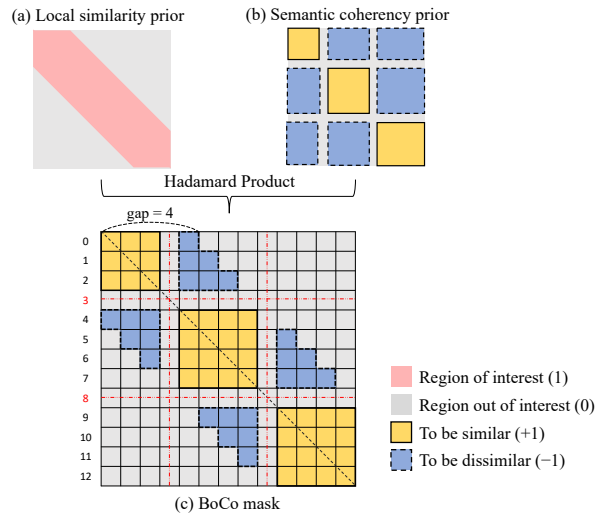 (a) Local similarity prior
(b) Semantic coherency prior
Hadamard Product
gap = 4
0
1
2
3
4
5
6
7
8
9
10
11
12
Region of interest (1)
Region out of interest (0)
To be similar (+1)
To be dissimilar (−1)
(c) BoCo mask